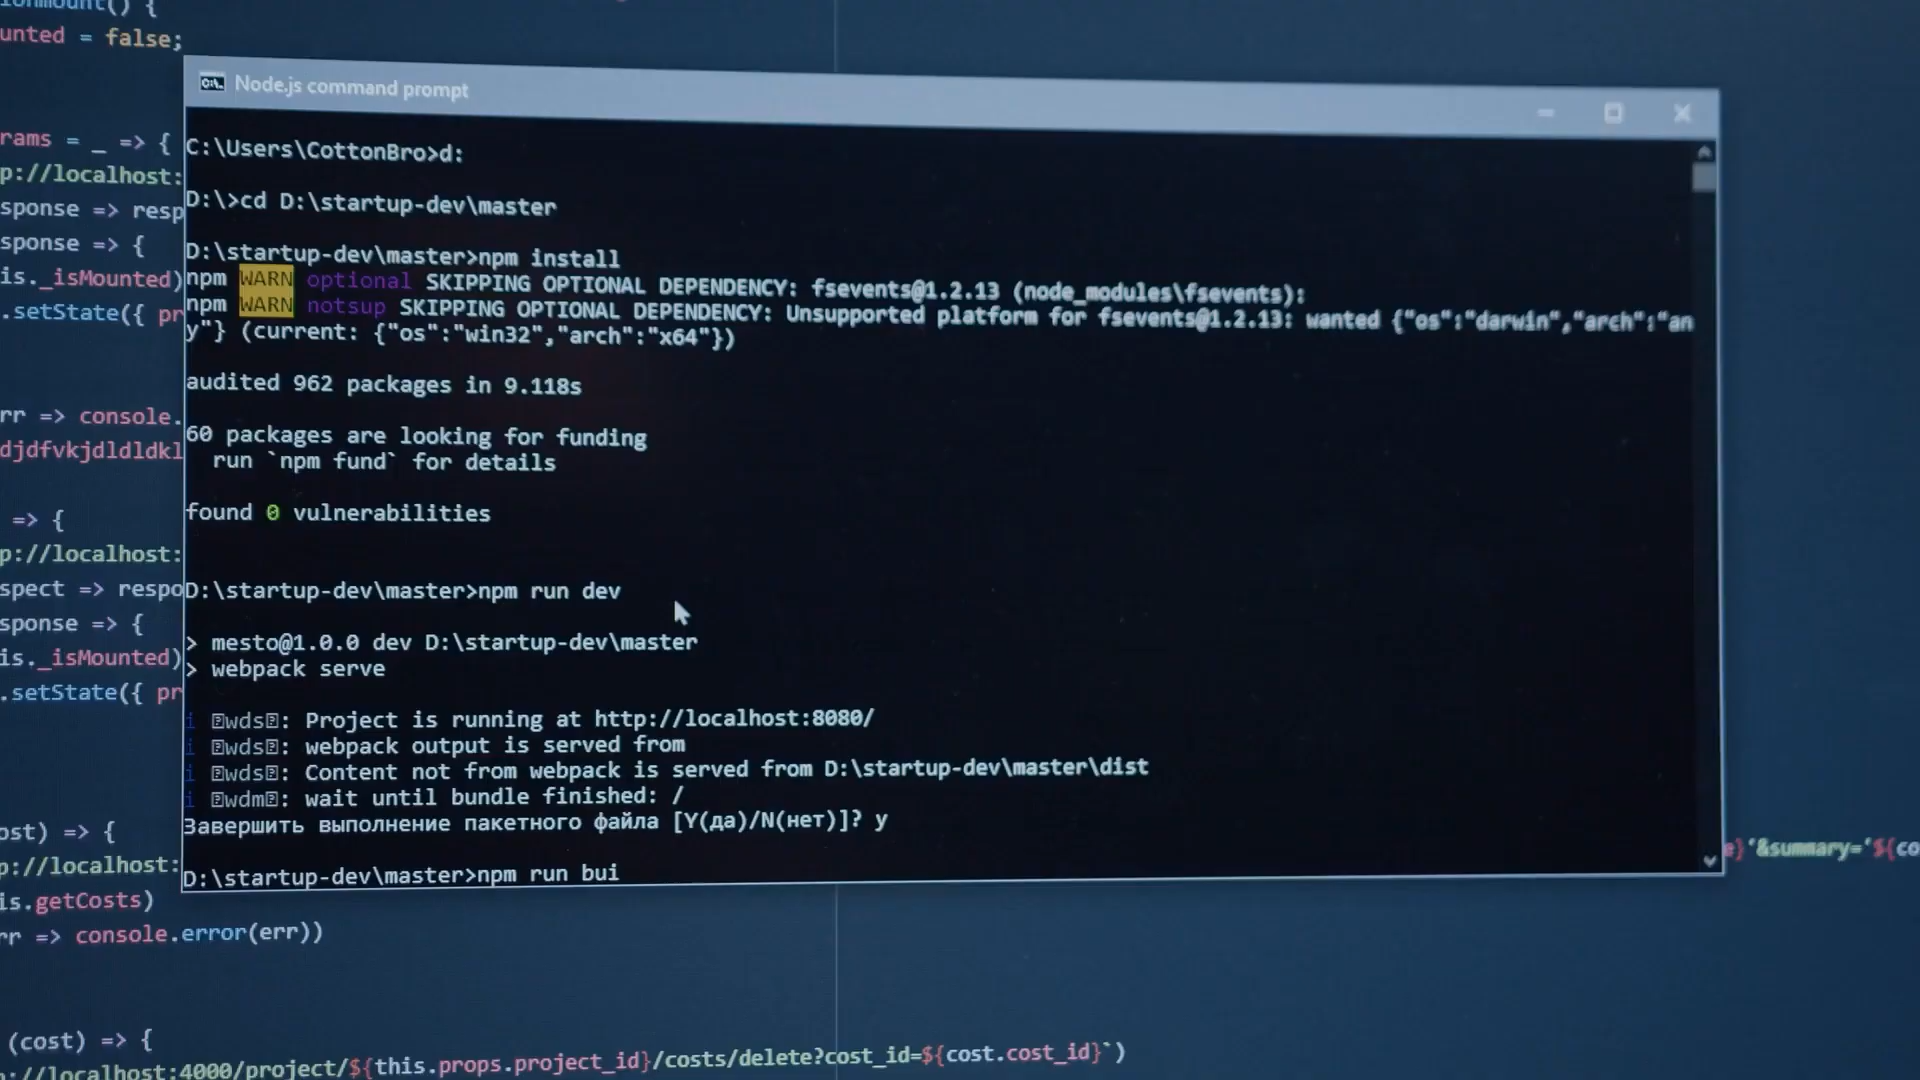 unted = false;
Node.js command prompt
rams = _ => {
C:\Users\CottonBro>d:
p://localhost:
D:\>cd D:\startup-dev\master
sponse => resp
sponse => {
D:\startup-dev\master>npm install
is._isMounted)
npm WARN optional SKIPPING OPTIONAL DEPENDENCY: fsevents@1.2.13 (node_modules\fsevents):
.setState({ pr
npm WARN notsup SKIPPING OPTIONAL DEPENDENCY: Unsupported platform for fsevents@1.2.13: wanted {"os":"darwin","arch":"an
y"} (current: {"os":"win32","arch":"x64"})
audited 962 packages in 9.118s
rr => console.
60 packages are looking for funding
djdfvkjdldldkl
run `npm fund` for details
found 0 vulnerabilities
=> {
p://localhost:
spect => respo
D:\startup-dev\master>npm run dev
sponse => {
> mesto@1.0.0 dev D:\startup-dev\master
is._isMounted)
> webpack serve
.setState({ pr
i wds: Project is running at http://localhost:8080/
i wds: webpack output is served from
i wds: Content not from webpack is served from D:\startup-dev\master\dist
i wdm: wait until bundle finished: /
Завершить выполнение пакетного файла [Y(да)/N(нет)]? y
ost) => {
e}'&summary='${co
p://localhost:
D:\startup-dev\master>npm run bui
is.getCosts)
rr => console.error(err))
(cost) => {
://localhost:4000/project/${this.props.project_id}/costs/delete?cost_id=${cost.cost_id}`)